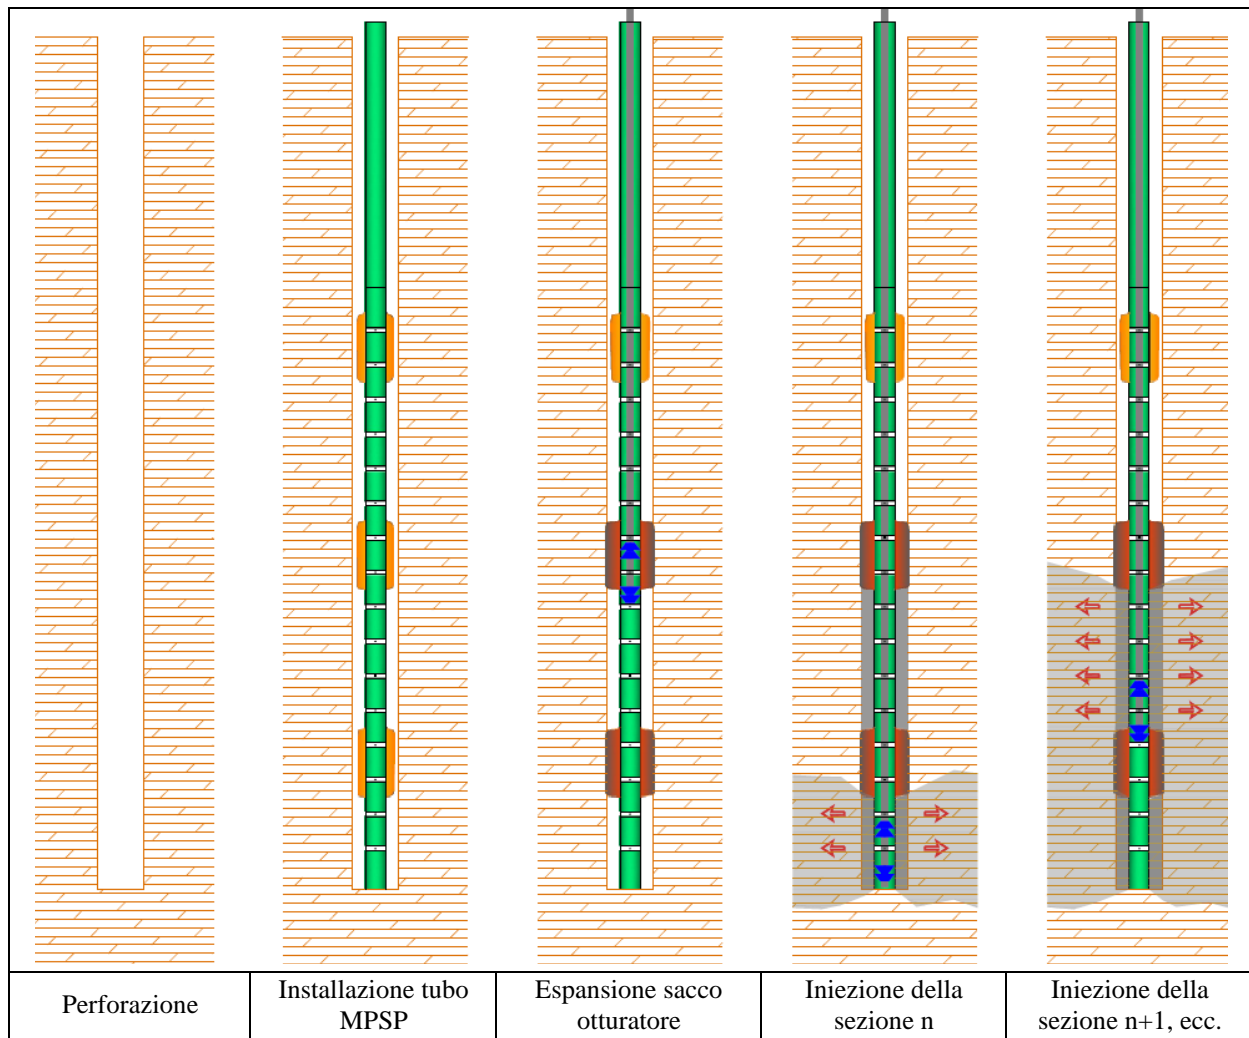 Perforazione
Installazione tubo
MPSP
Espansione sacco
otturatore
Iniezione della
sezione n
Iniezione della
sezione n+1, ecc.